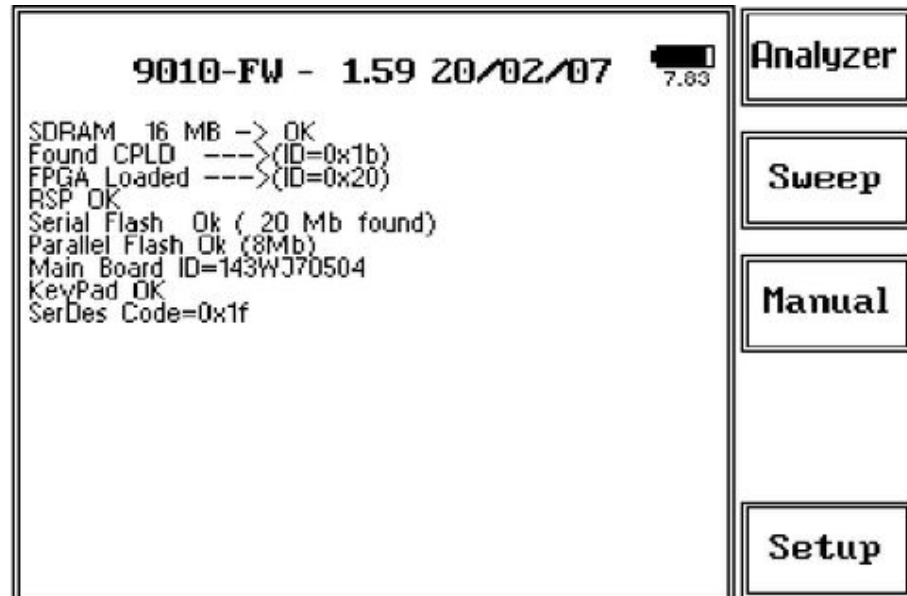 9010-FW - 1.59 20/02/07
7.83
SDRAM 16 MB -> OK
Found CPLD --->(ID=0x1b)
FPGA Loaded --->(ID=0x20)
RSP OK
Serial Flash Ok ( 20 Mb found)
Parallel Flash Ok (8Mb)
Main Board ID=143WJ70504
KeyPad OK
SerDes Code=0x1f
Analyzer
Sweep
Manual
Setup